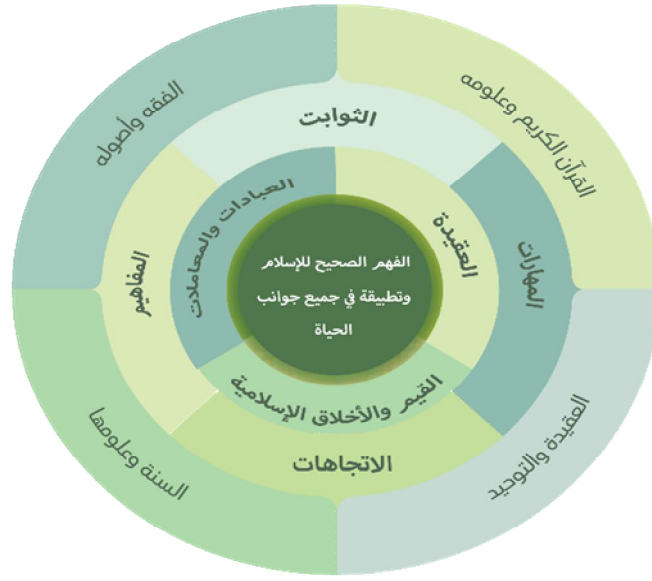 القرآن الكريم وعلومه
الفقه وأصوله
الثوابت
العبادات والمعاملات
العقيدة
المهارات
المفاهيم
الفهم الصحيح للإسلام
وتطبيقة في جميع جوانب
الحياة
القيم والأخلاق الإسلامية
الاتجاهات
العقيدة والتوحيد
السنة وعلومها